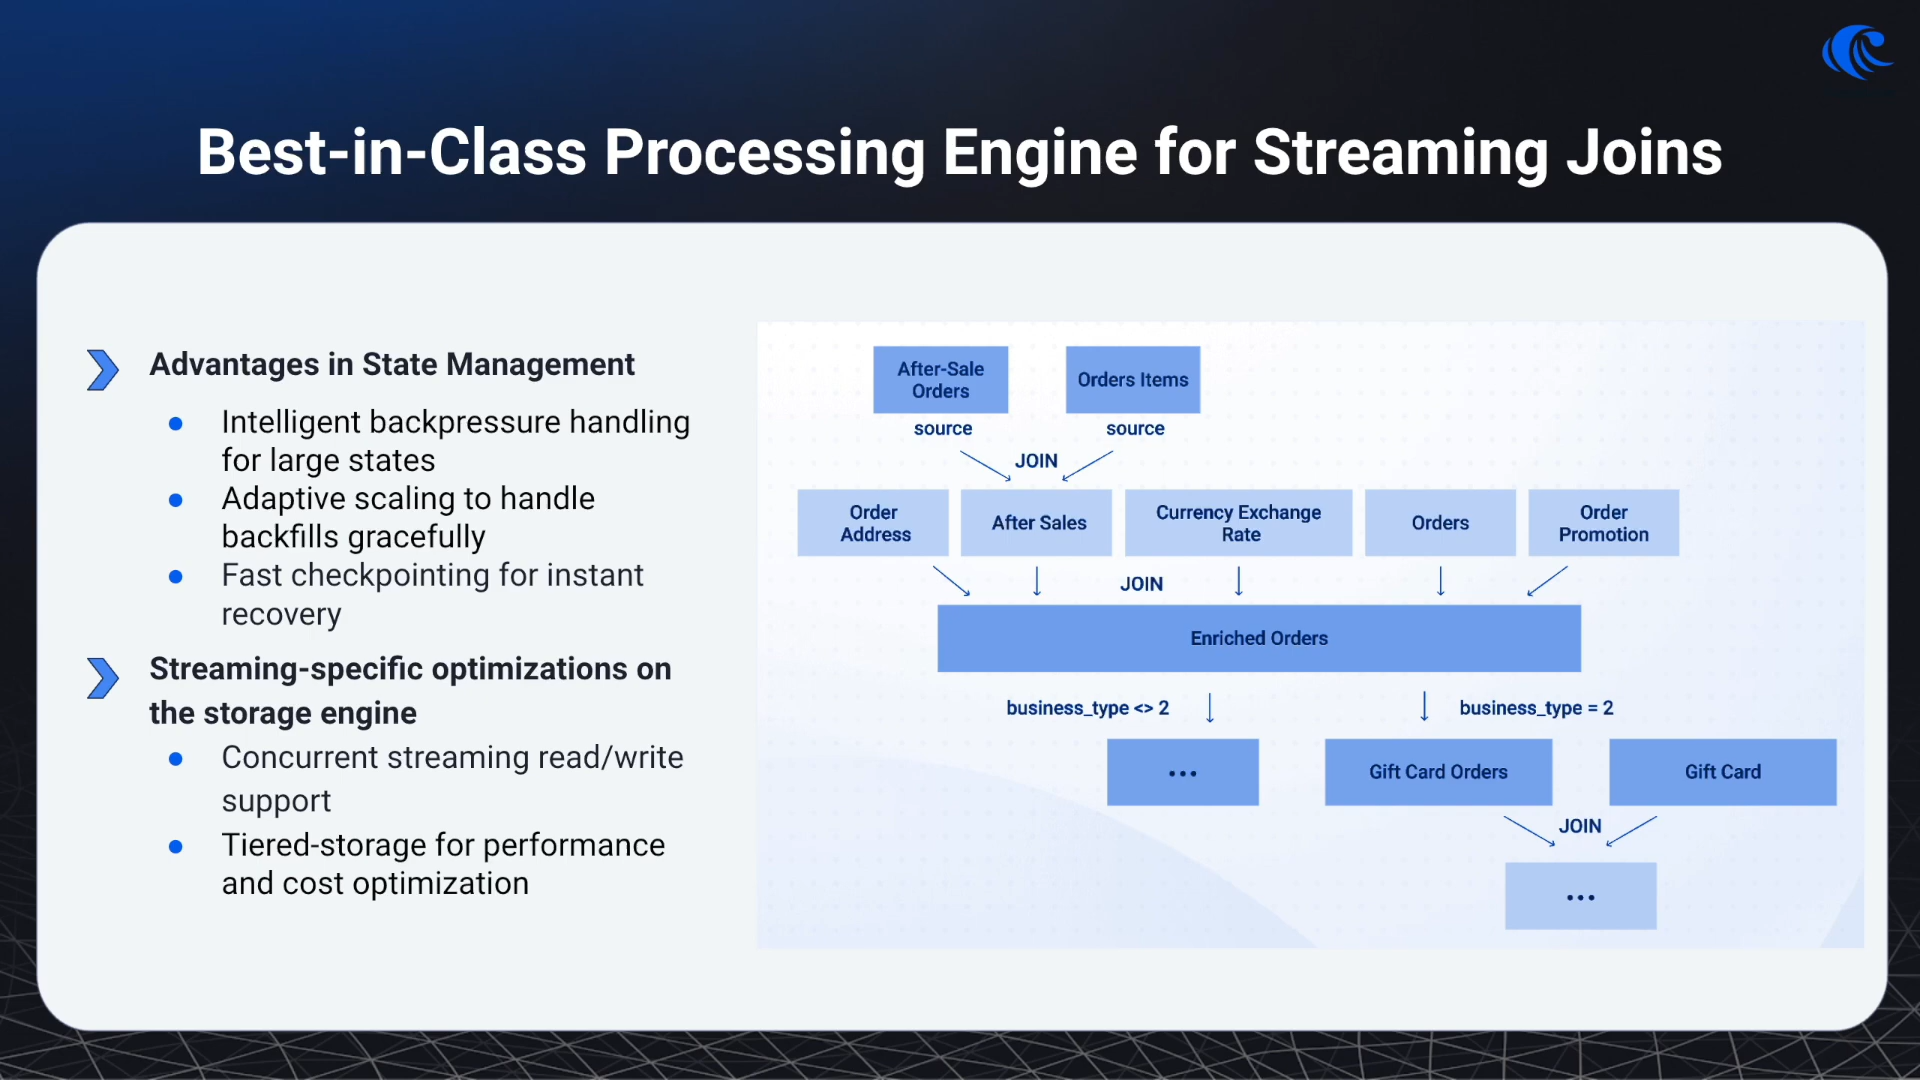 Best-in-Class Processing Engine for Streaming Joins
Advantages in State Management
Intelligent backpressure handling
for large states
Adaptive scaling to handle
backfills gracefully
Fast checkpointing for instant
recovery
Streaming-specific optimizations on
the storage engine
Concurrent streaming read/write
support
Tiered-storage for performance
and cost optimization
After-Sale
Orders
Orders Items
source
source
JOIN
Order
Address
After Sales
Currency Exchange
Rate
Orders
Order
Promotion
JOIN
Enriched Orders
business_type <> 2
business_type = 2
...
Gift Card Orders
Gift Card
JOIN
...